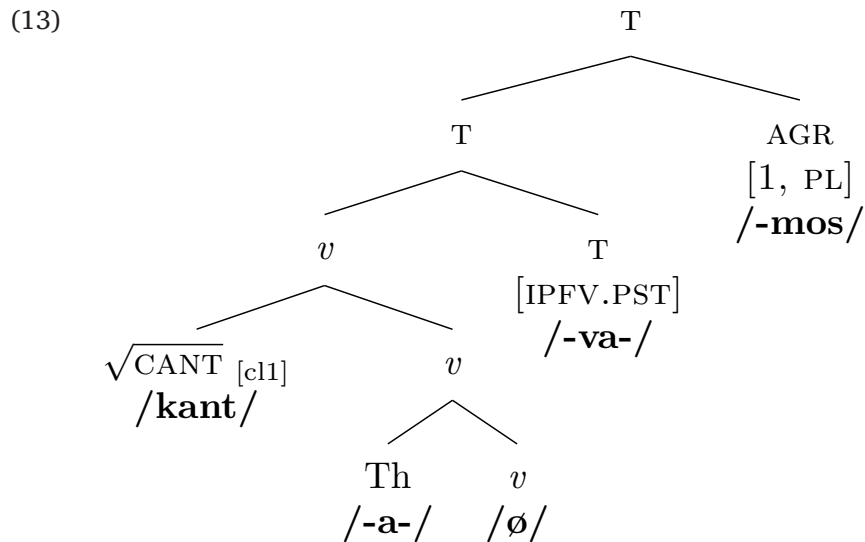 (13)
T
T AGR
[1, PL]
/-mos/
v T
[IPFV.PST]
/-va-/
√CANT [cl1] v
/kant/
Th v
/-a-/ /ø/